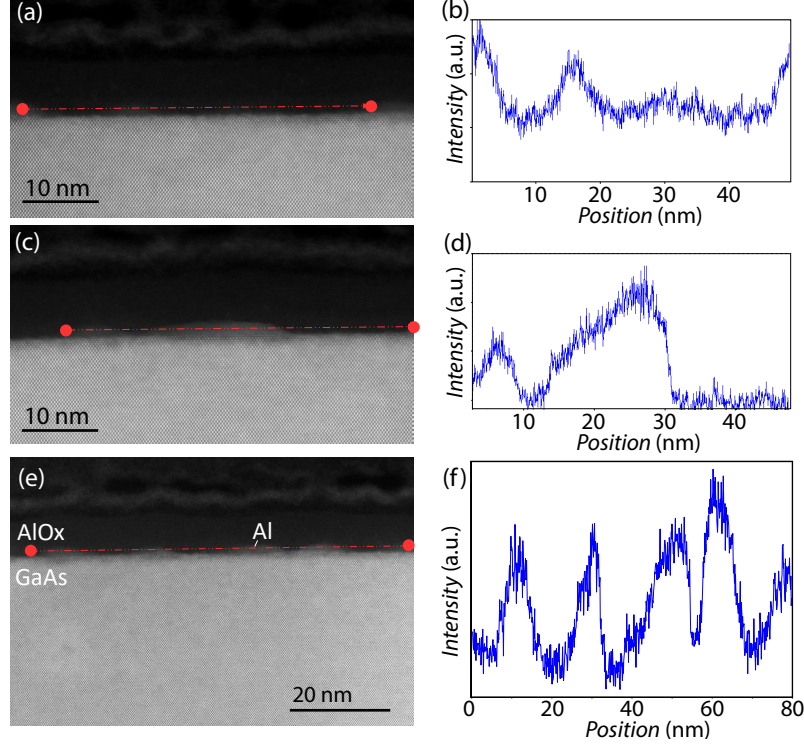 (a)
10 nm
(b)
Intensity (a.u.)
10
20
30
40
Position (nm)
(c)
10 nm
(d)
Intensity (a.u.)
10
20
30
40
Position (nm)
(e)
AlOx
Al
GaAs
20 nm
(f)
Intensity (a.u.)
0
20
40
60
80
Position (nm)